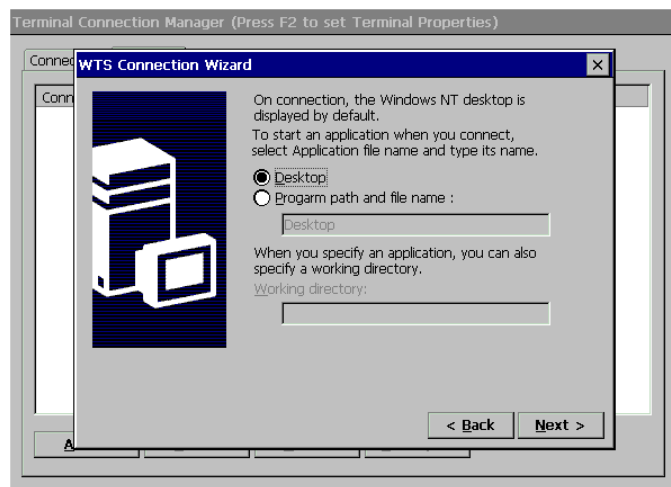 Terminal Connection Manager (Press F2 to set Terminal Properties)
WTS Connection Wizard
On connection, the Windows NT desktop is
displayed by default.
To start an application when you connect,
select Application file name and type its name.
Desktop
Progarm path and file name :
Desktop
When you specify an application, you can also
specify a working directory.
Working directory:
< Back
Next >